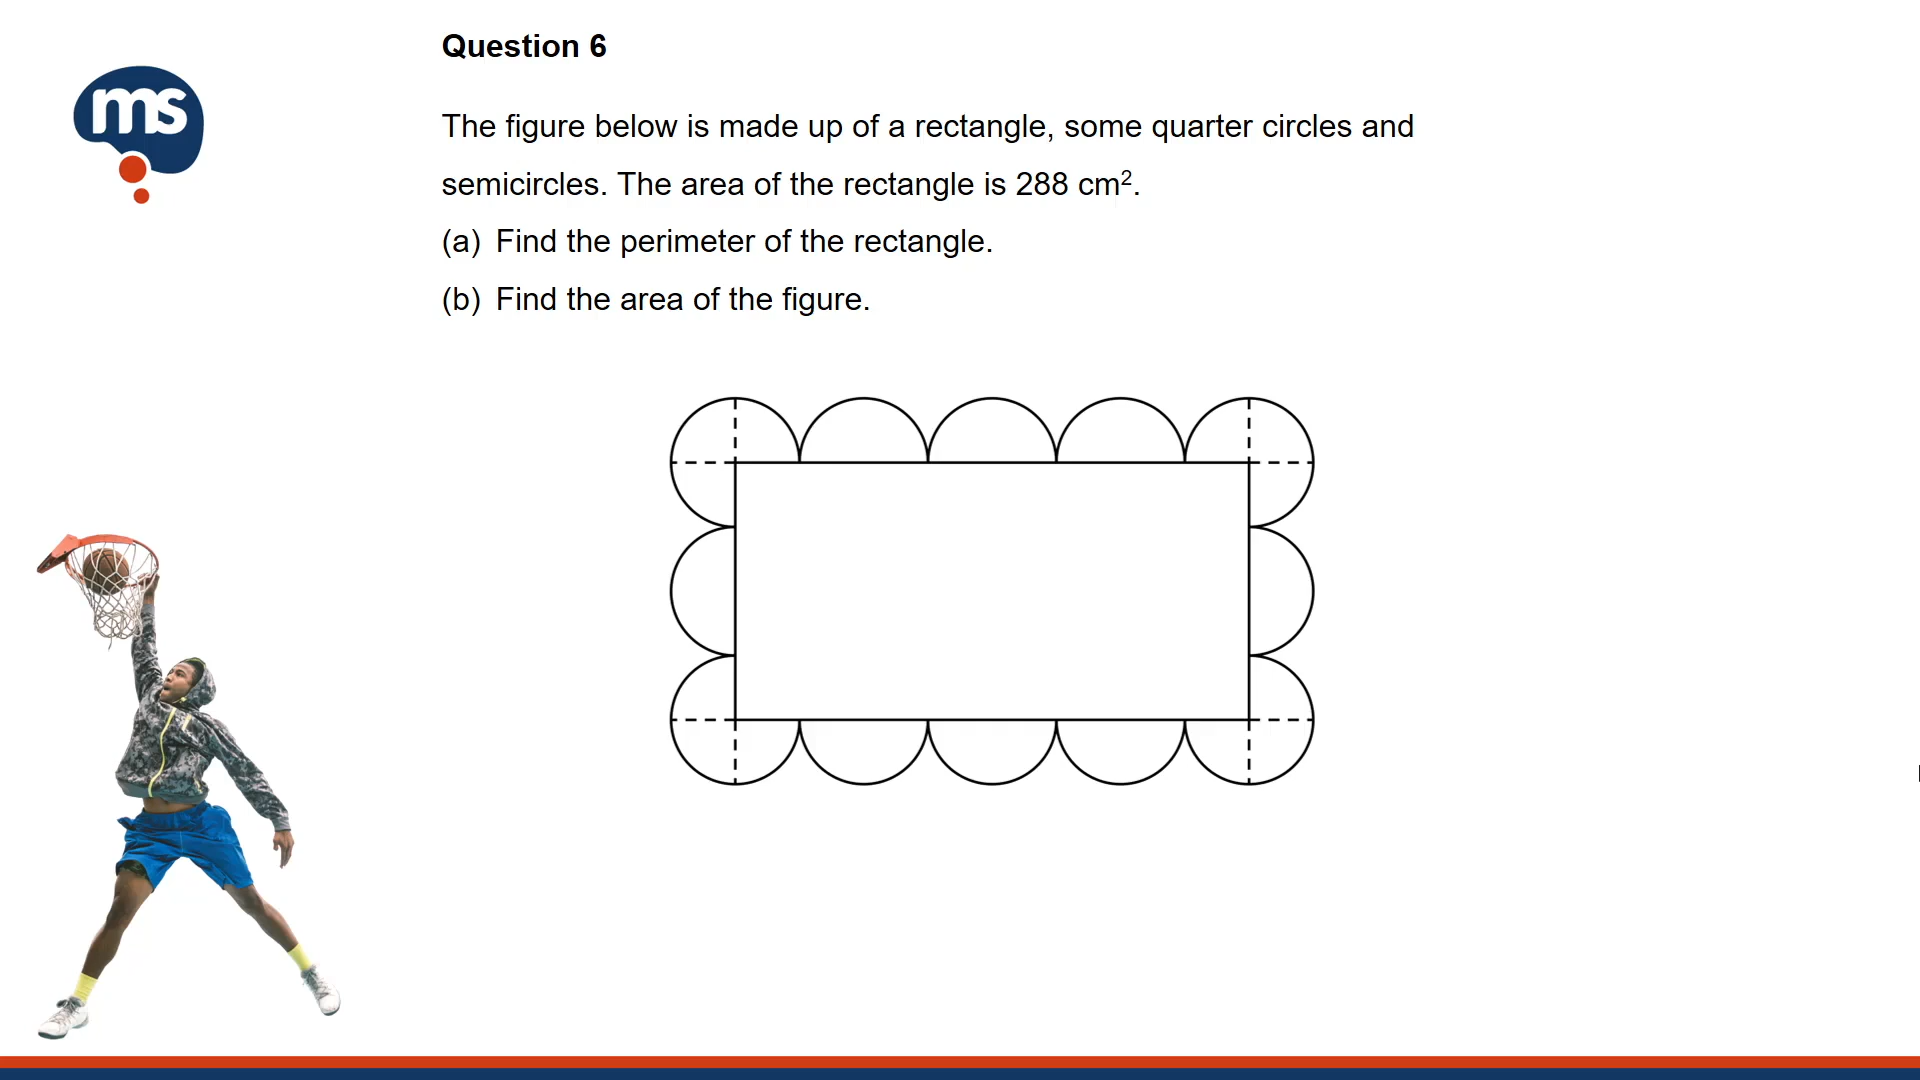 ms
Question 6
The figure below is made up of a rectangle, some quarter circles and
semicircles. The area of the rectangle is 288 cm².
(a) Find the perimeter of the rectangle.
(b) Find the area of the figure.